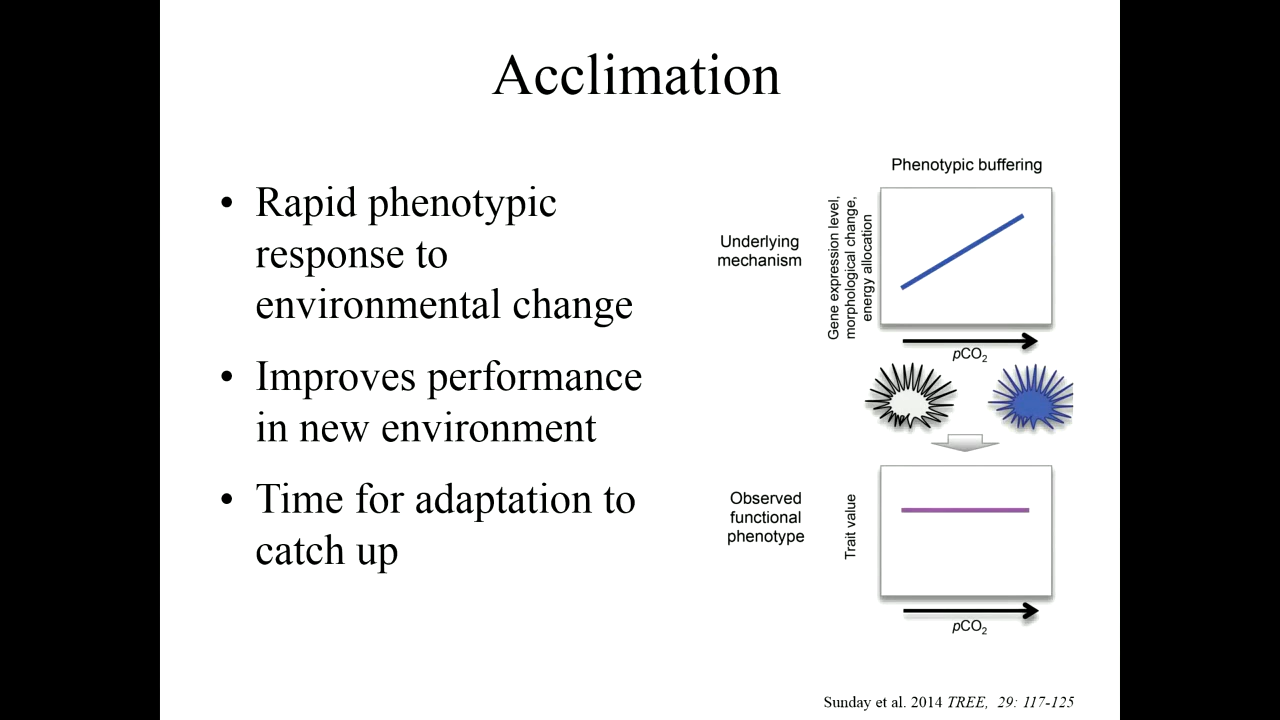 Acclimation
• Rapid phenotypic
response to
environmental change
• Improves performance
in new environment
• Time for adaptation to
catch up
Phenotypic buffering
Underlying
mechanism
Gene expression level,
morphological change,
energy allocation
pCO₂
Observed
functional
phenotype
Trait value
pCO₂
Sunday et al. 2014 TREE, 29: 117-125